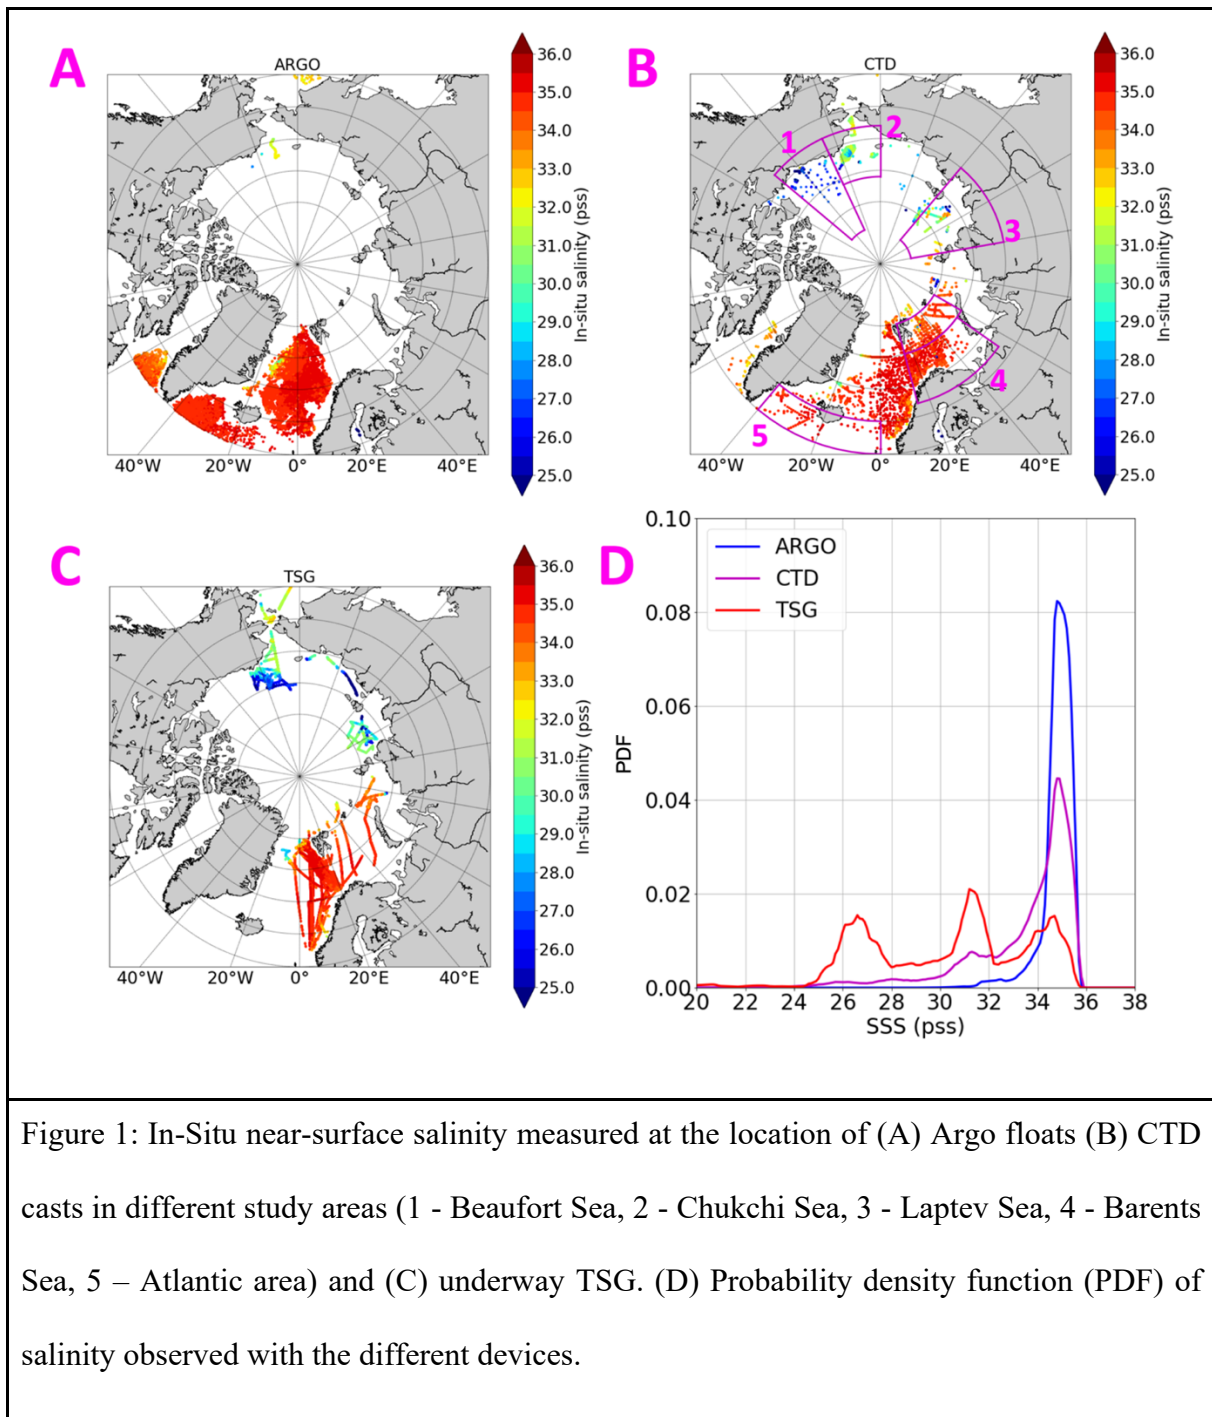 A
ARGO
36.0
35.0
34.0
33.0
32.0
31.0
30.0
29.0
28.0
27.0
26.0
25.0
In-situ salinity (pss)
40°W
20°W
0°
20°E
40°E
B
CTD
1
2
3
4
5
36.0
35.0
34.0
33.0
32.0
31.0
30.0
29.0
28.0
27.0
26.0
25.0
In-situ salinity (pss)
40°W
20°W
0°
20°E
40°E
C
TSG
36.0
35.0
34.0
33.0
32.0
31.0
30.0
29.0
28.0
27.0
26.0
25.0
In-situ salinity (pss)
40°W
20°W
0°
20°E
40°E
D
ARGO
CTD
TSG
0.10
0.08
0.06
0.04
0.02
0.00
PDF
20 22 24 26 28 30 32 34 36 38
SSS (pss)
Figure 1: In-Situ near-surface salinity measured at the location of (A) Argo floats (B) CTD
casts in different study areas (1 - Beaufort Sea, 2 - Chukchi Sea, 3 - Laptev Sea, 4 - Barents
Sea, 5 – Atlantic area) and (C) underway TSG. (D) Probability density function (PDF) of
salinity observed with the different devices.